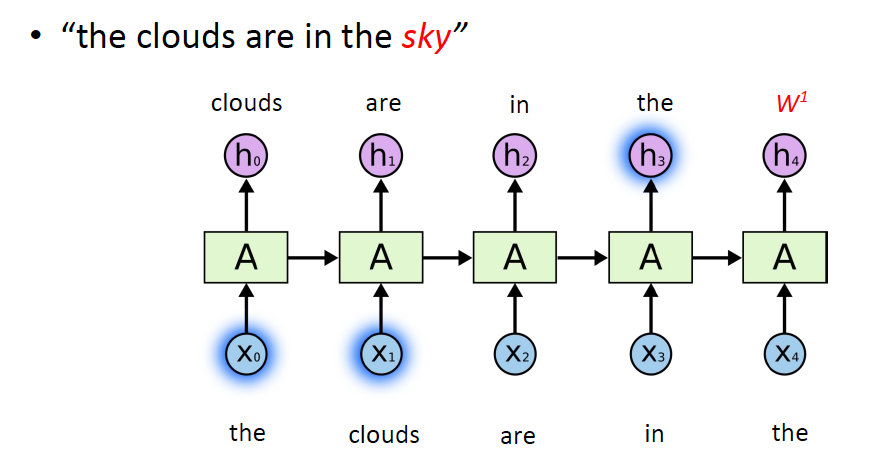 • “the clouds are in the sky”
clouds are in the W¹
h₀ h₁ h₂ h₃ h₄
A A A A A
x₀ x₁ x₂ x₃ x₄
the clouds are in the